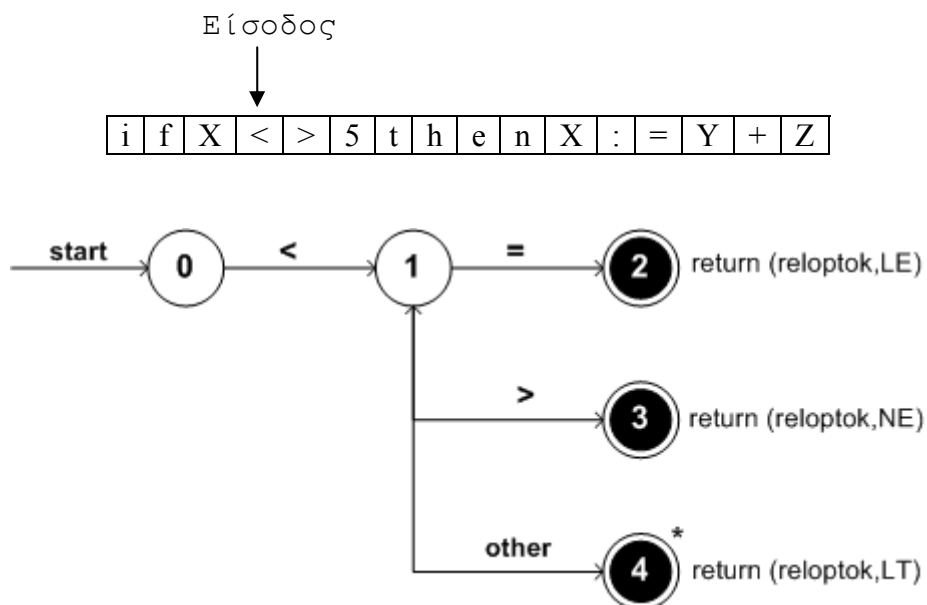 Είσοδος
i f X < > 5 t h e n X : = Y + Z
start 0 < 1 = 2 return (reloptok,LE)
> 3 return (reloptok,NE)
other 4 * return (reloptok,LT)